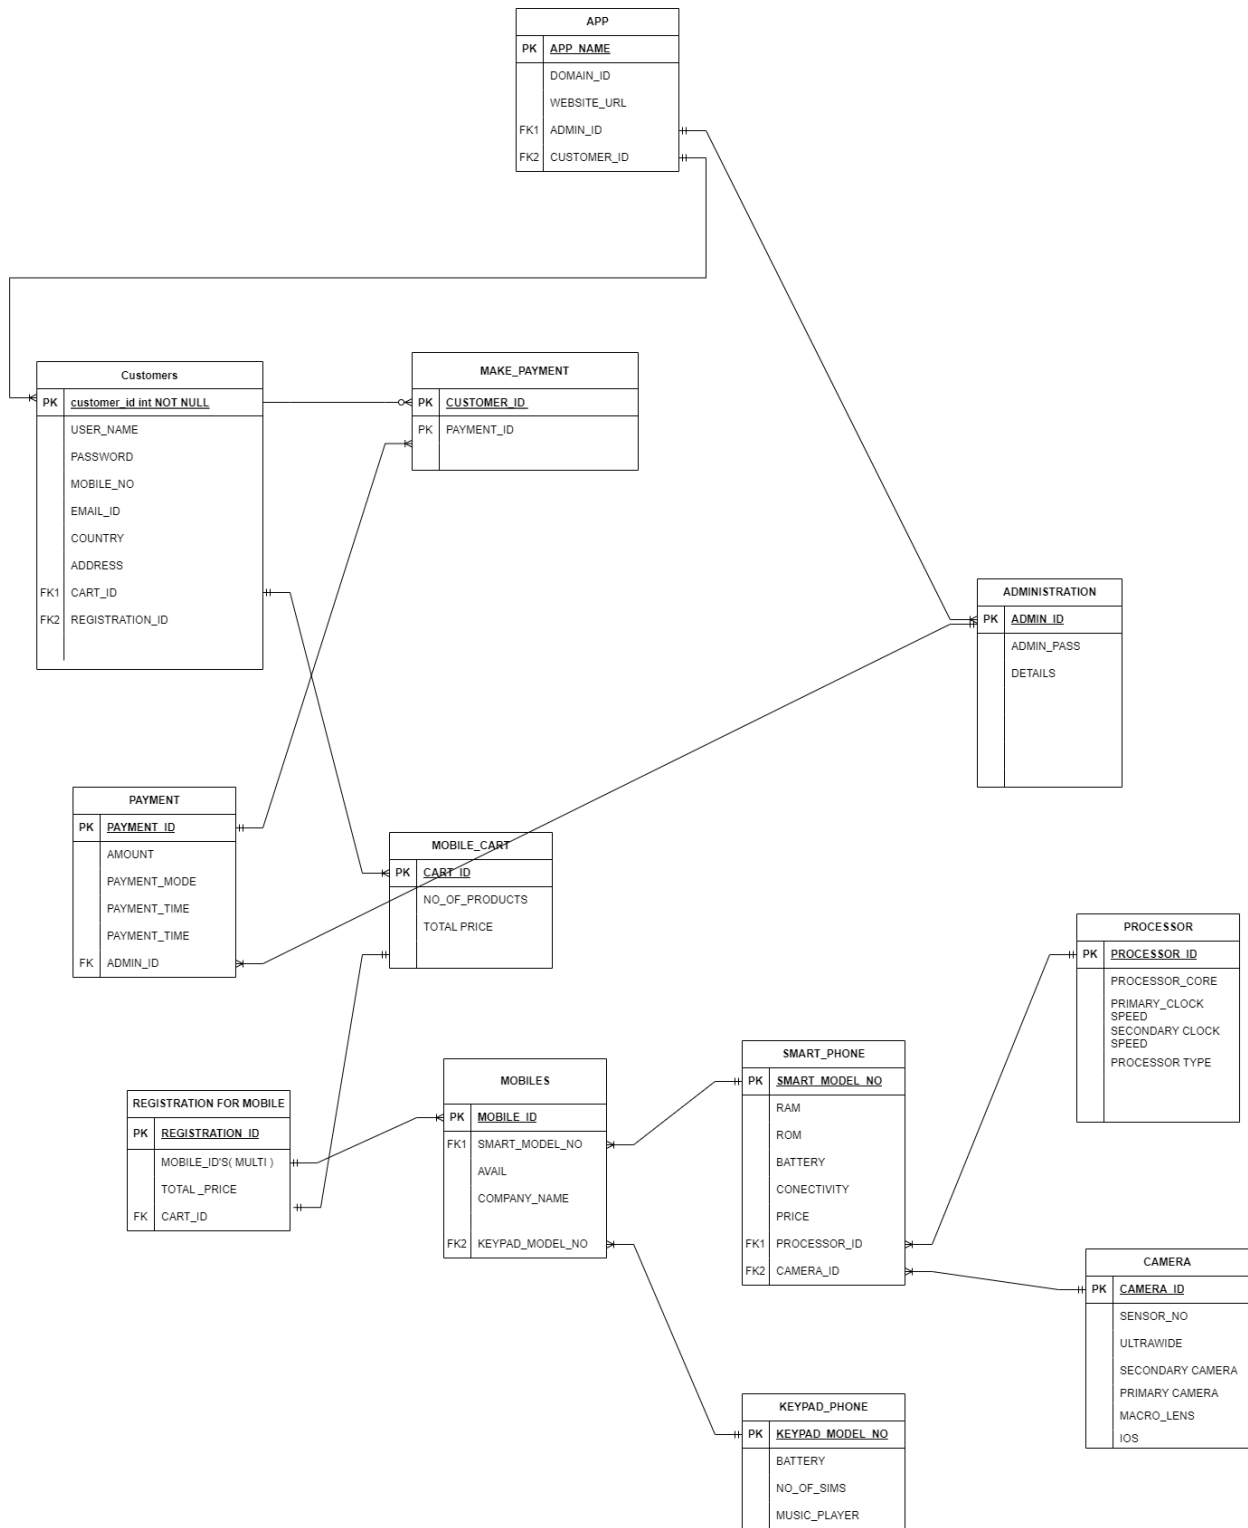 APP
PK APP_NAME
DOMAIN_ID
WEBSITE_URL
FK1 ADMIN_ID
FK2 CUSTOMER_ID
Customers
PK customer_id int NOT NULL
USER_NAME
PASSWORD
MOBILE_NO
EMAIL_ID
COUNTRY
ADDRESS
FK1 CART_ID
FK2 REGISTRATION_ID
MAKE_PAYMENT
PK CUSTOMER_ID
PK PAYMENT_ID
ADMINISTRATION
PK ADMIN_ID
ADMIN_PASS
DETAILS
PAYMENT
PK PAYMENT_ID
AMOUNT
PAYMENT_MODE
PAYMENT_TIME
PAYMENT_TIME
FK ADMIN_ID
MOBILE_CART
PK CART_ID
NO_OF_PRODUCTS
TOTAL PRICE
PROCESSOR
PK PROCESSOR_ID
PROCESSOR_CORE
PRIMARY_CLOCK
SPEED
SECONDARY CLOCK
SPEED
PROCESSOR TYPE
SMART_PHONE
PK SMART_MODEL_NO
RAM
ROM
BATTERY
CONECTIVITY
PRICE
FK1 PROCESSOR_ID
FK2 CAMERA_ID
MOBILES
PK MOBILE_ID
FK1 SMART_MODEL_NO
AVAIL
COMPANY_NAME
FK2 KEYPAD_MODEL_NO
REGISTRATION FOR MOBILE
PK REGISTRATION_ID
MOBILE_ID'S( MULTI )
TOTAL _PRICE
FK CART_ID
CAMERA
PK CAMERA_ID
SENSOR_NO
ULTRAWIDE
SECONDARY CAMERA
PRIMARY CAMERA
MACRO_LENS
IOS
KEYPAD_PHONE
PK KEYPAD_MODEL_NO
BATTERY
NO_OF_SIMS
MUSIC_PLAYER